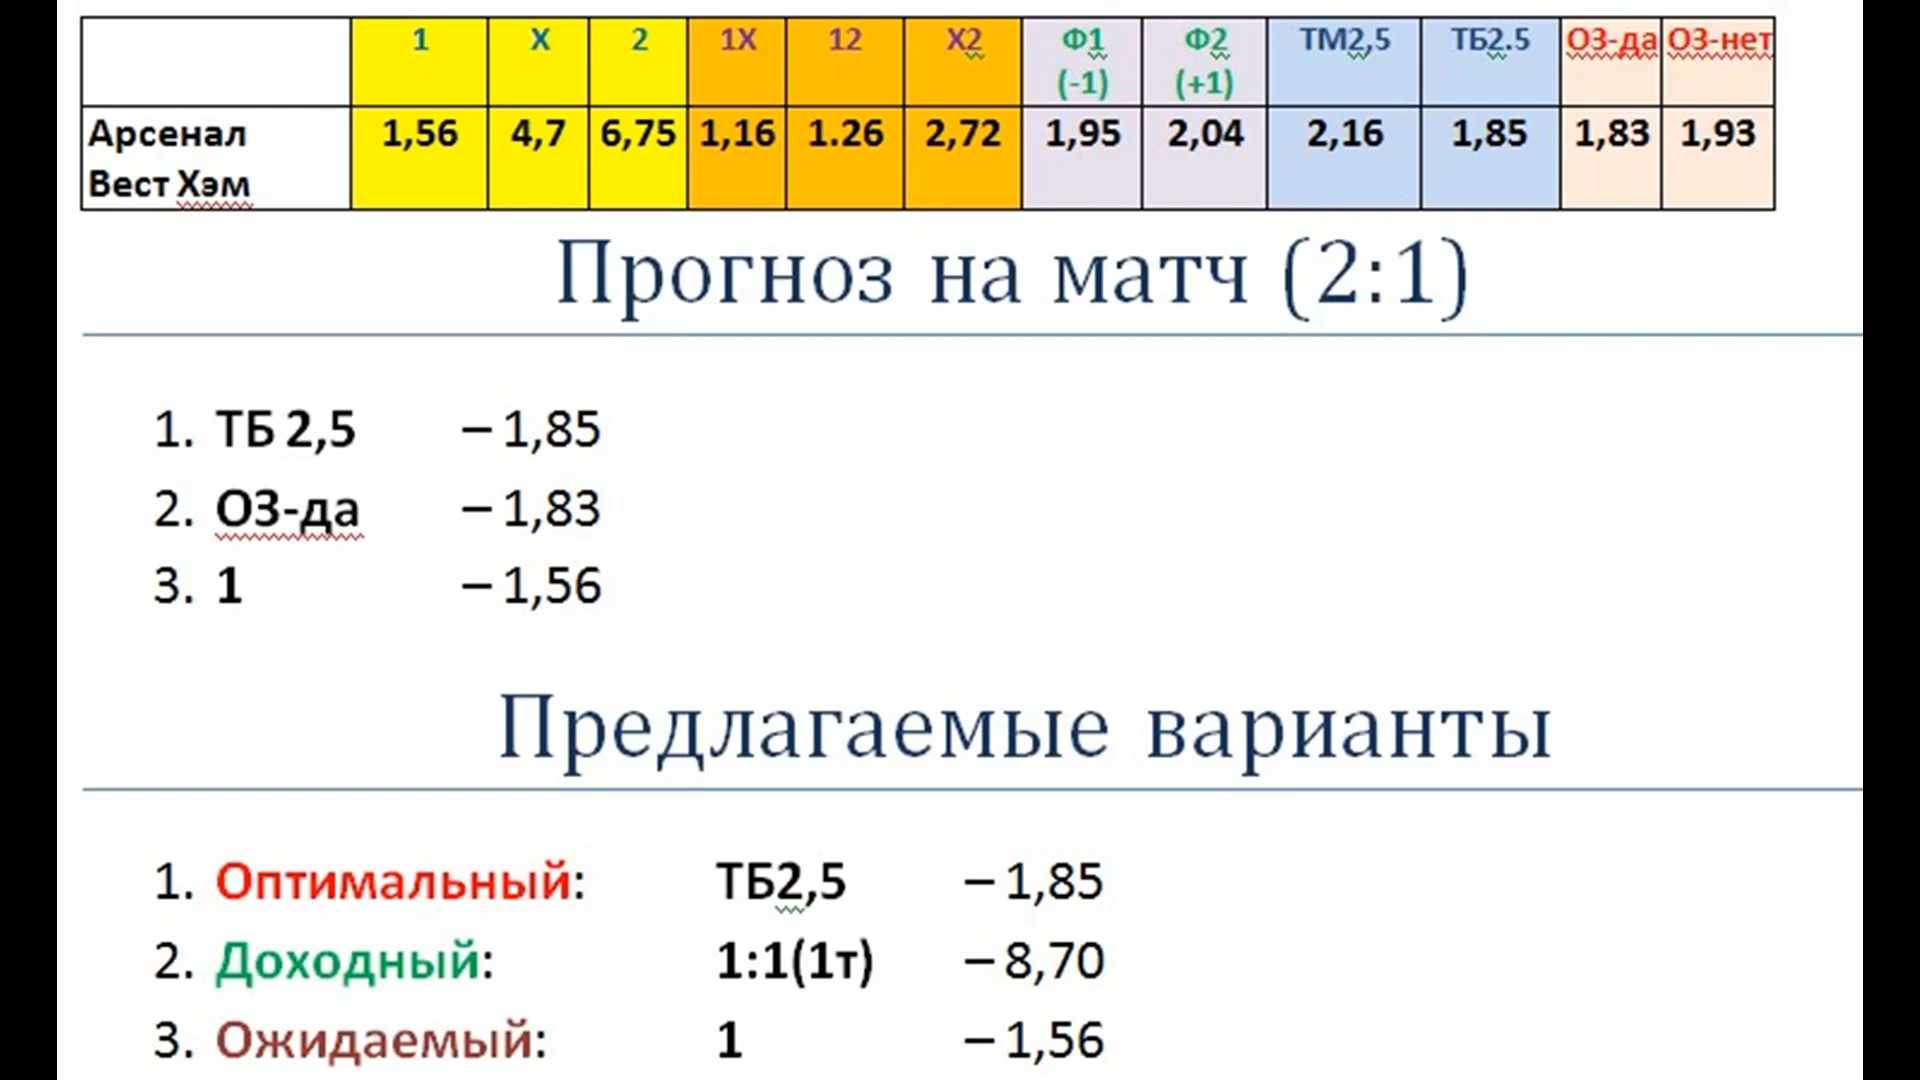 1 X 2 1X 12 X2 Ф1 (-1) Ф2 (+1) ТМ2,5 ТБ2.5 ОЗ-да ОЗ-нет
Арсенал Вест Хэм 1,56 4,7 6,75 1,16 1.26 2,72 1,95 2,04 2,16 1,85 1,83 1,93
Прогноз на матч (2:1)
1. ТБ 2,5 – 1,85
2. ОЗ-да – 1,83
3. 1 – 1,56
Предлагаемые варианты
1. Оптимальный: ТБ2,5 – 1,85
2. Доходный: 1:1(1т) – 8,70
3. Ожидаемый: 1 – 1,56